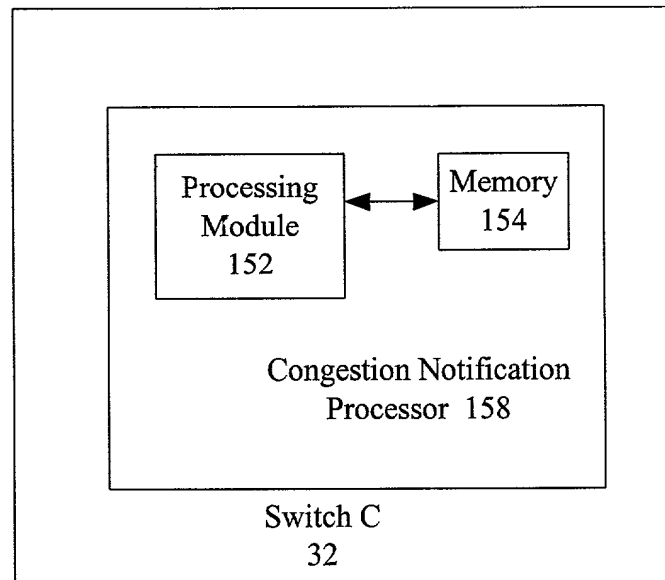 Processing
Module
152
Memory
154
Congestion Notification
Processor 158
Switch C
32